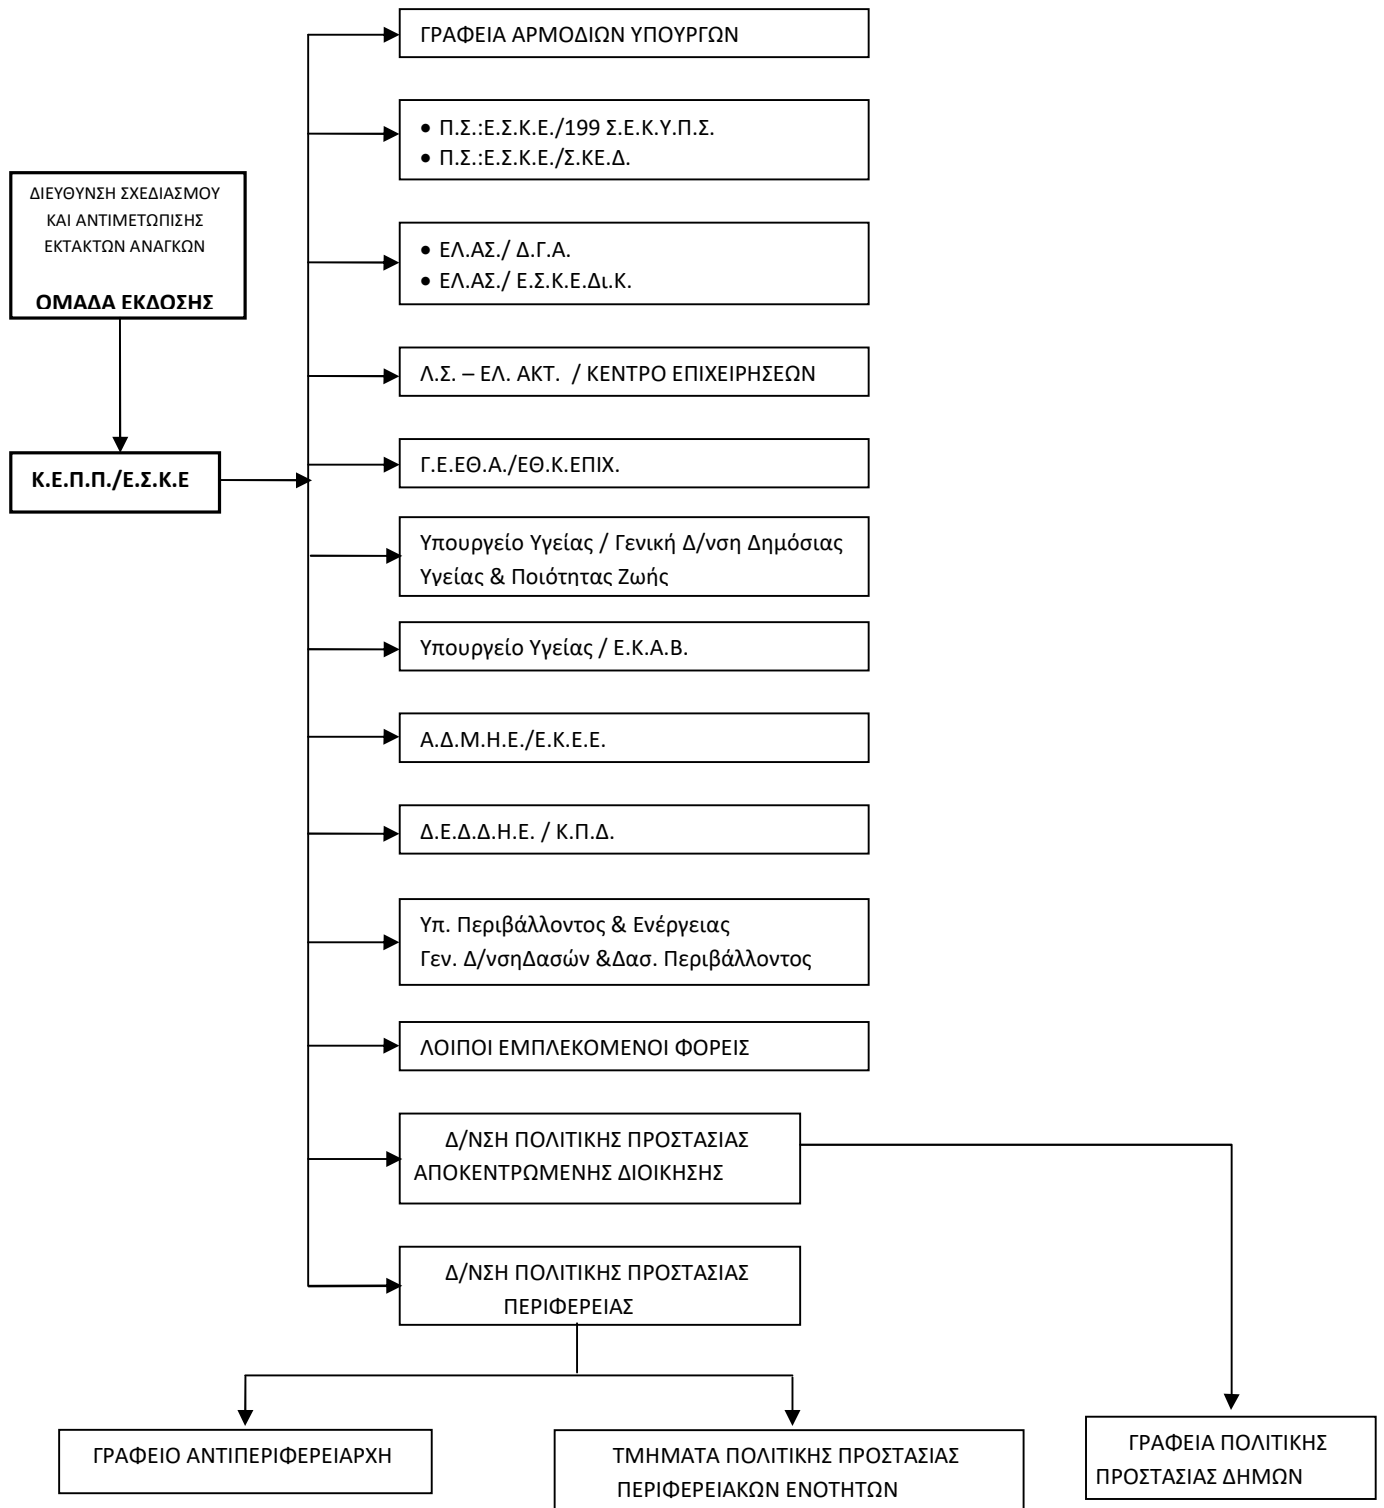 ΓΡΑΦΕΙΑ ΑΡΜΟΔΙΩΝ ΥΠΟΥΡΓΩΝ
• Π.Σ.:Ε.Σ.Κ.Ε./199 Σ.Ε.Κ.Υ.Π.Σ.
• Π.Σ.:Ε.Σ.Κ.Ε./Σ.ΚΕ.Δ.
ΔΙΕΥΘΥΝΣΗ ΣΧΕΔΙΑΣΜΟΥ
ΚΑΙ ΑΝΤΙΜΕΤΩΠΙΣΗΣ
ΕΚΤΑΚΤΩΝ ΑΝΑΓΚΩΝ
ΟΜΑΔΑ ΕΚΔΟΣΗΣ
• ΕΛ.ΑΣ./ Δ.Γ.Α.
• ΕΛ.ΑΣ./ Ε.Σ.Κ.Ε.Δι.Κ.
Λ.Σ. – ΕΛ. ΑΚΤ. / ΚΕΝΤΡΟ ΕΠΙΧΕΙΡΗΣΕΩΝ
Κ.Ε.Π.Π./Ε.Σ.Κ.Ε
Γ.Ε.ΕΘ.Α./ΕΘ.Κ.ΕΠΙΧ.
Υπουργείο Υγείας / Γενική Δ/νση Δημόσιας
Υγείας & Ποιότητας Ζωής
Υπουργείο Υγείας / Ε.Κ.Α.Β.
Α.Δ.Μ.Η.Ε./Ε.Κ.Ε.Ε.
Δ.Ε.Δ.Δ.Η.Ε. / Κ.Π.Δ.
Υπ. Περιβάλλοντος & Ενέργειας
Γεν. Δ/νσηΔασών &Δασ. Περιβάλλοντος
ΛΟΙΠΟΙ ΕΜΠΛΕΚΟΜΕΝΟΙ ΦΟΡΕΙΣ
Δ/ΝΣΗ ΠΟΛΙΤΙΚΗΣ ΠΡΟΣΤΑΣΙΑΣ
ΑΠΟΚΕΝΤΡΩΜΕΝΗΣ ΔΙΟΙΚΗΣΗΣ
Δ/ΝΣΗ ΠΟΛΙΤΙΚΗΣ ΠΡΟΣΤΑΣΙΑΣ
ΠΕΡΙΦΕΡΕΙΑΣ
ΓΡΑΦΕΙΟ ΑΝΤΙΠΕΡΙΦΕΡΕΙΑΡΧΗ
ΤΜΗΜΑΤΑ ΠΟΛΙΤΙΚΗΣ ΠΡΟΣΤΑΣΙΑΣ
ΠΕΡΙΦΕΡΕΙΑΚΩΝ ΕΝΟΤΗΤΩΝ
ΓΡΑΦΕΙΑ ΠΟΛΙΤΙΚΗΣ
ΠΡΟΣΤΑΣΙΑΣ ΔΗΜΩΝ